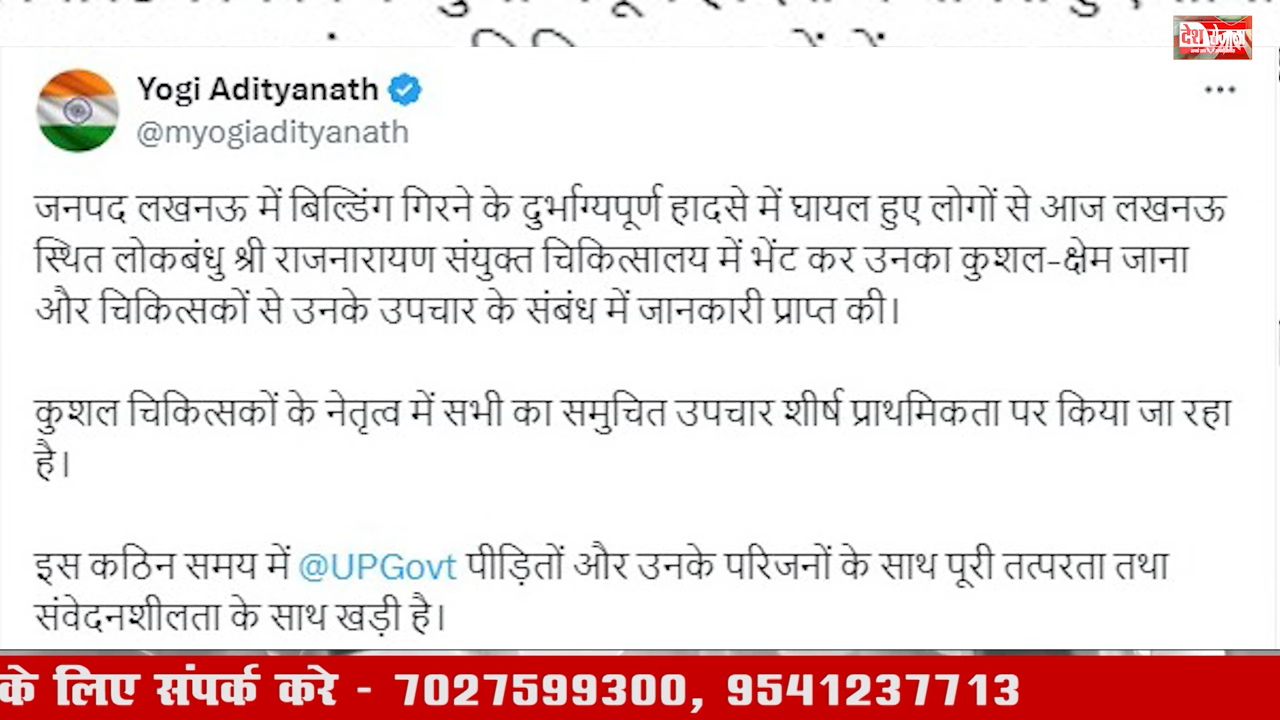 देश रोजाना
Yogi Adityanath
@myogiadityanath
जनपद लखनऊ में बिल्डिंग गिरने के दुर्भाग्यपूर्ण हादसे में घायल हुए लोगों से आज लखनऊ
स्थित लोकबंधु श्री राजनारायण संयुक्त चिकित्सालय में भेंट कर उनका कुशल-क्षेम जाना
और चिकित्सकों से उनके उपचार के संबंध में जानकारी प्राप्त की।
कुशल चिकित्सकों के नेतृत्व में सभी का समुचित उपचार शीर्ष प्राथमिकता पर किया जा रहा
है।
इस कठिन समय में @UPGovt पीड़ितों और उनके परिजनों के साथ पूरी तत्परता तथा
संवेदनशीलता के साथ खड़ी है।
के लिए संपर्क करे - 7027599300, 9541237713